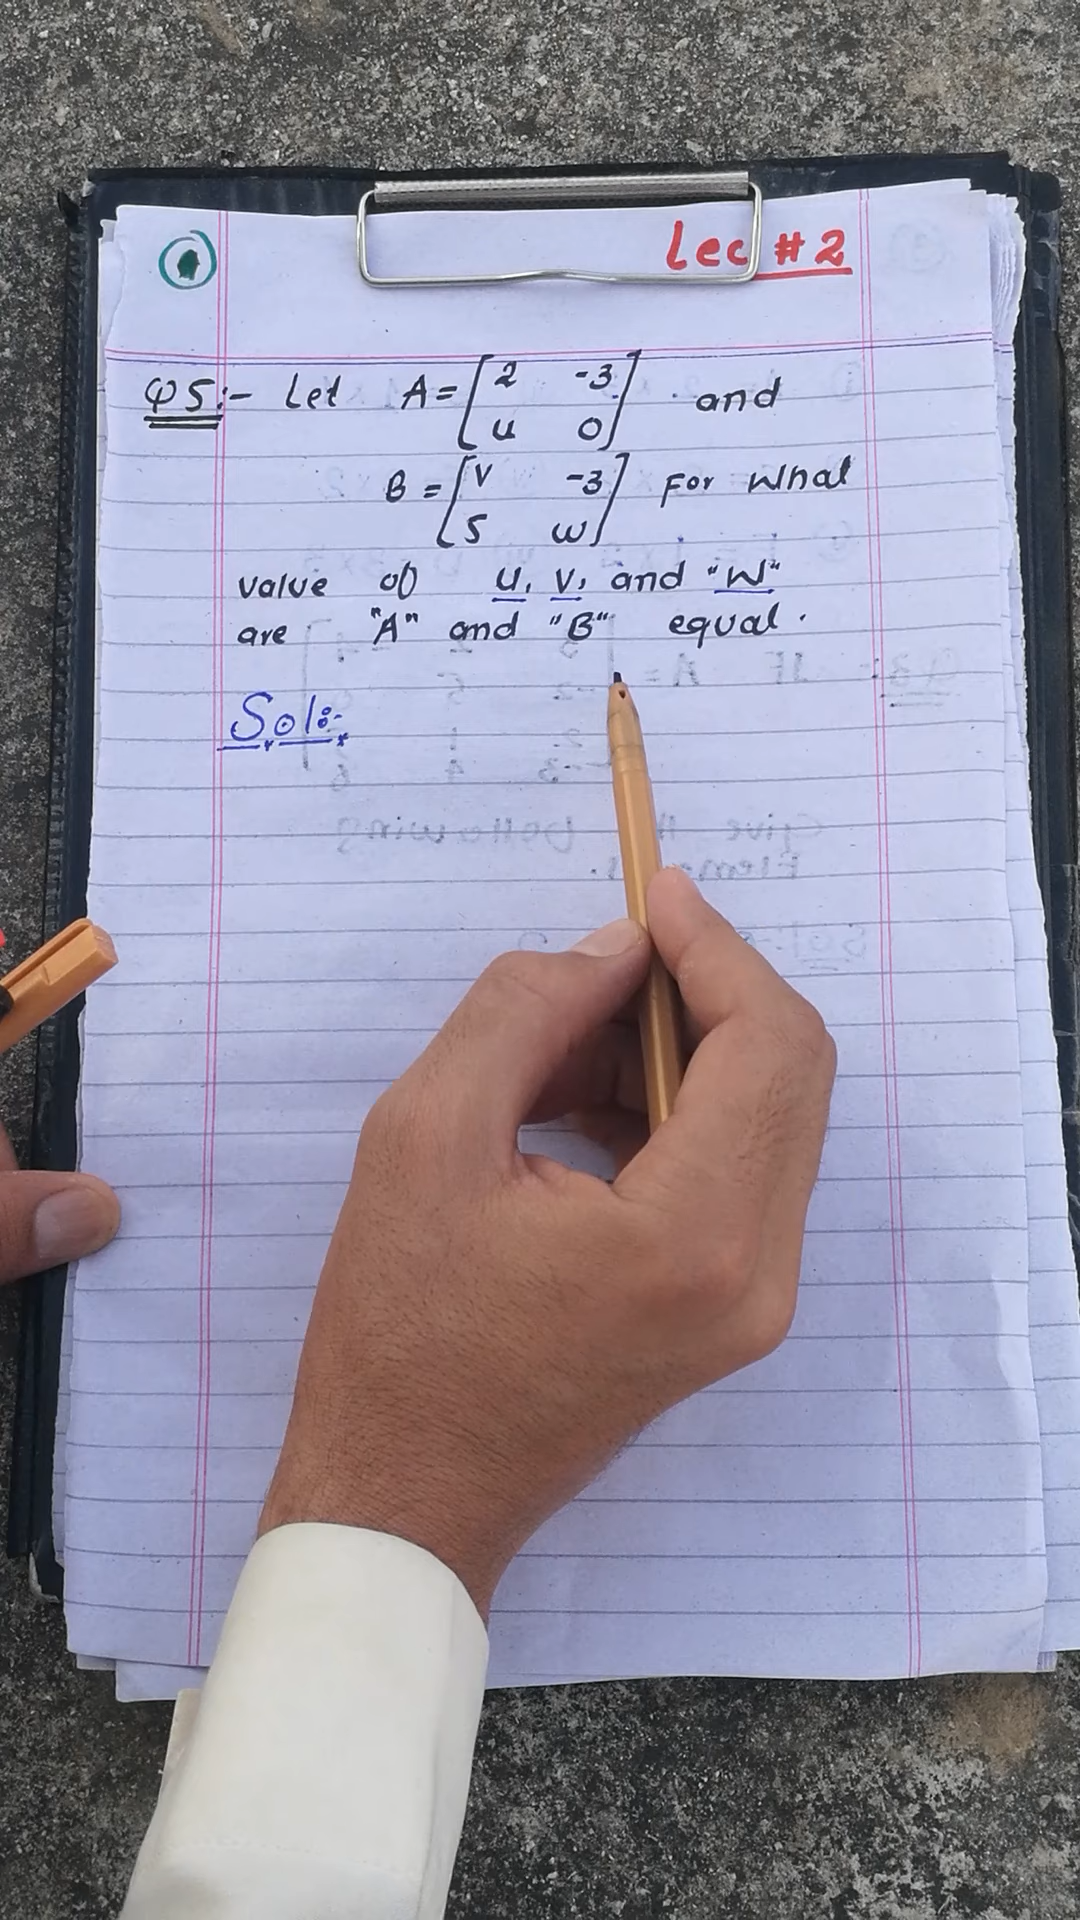 Lec # 2
Q5:- Let A = [2 -3 and
u 0]
B = [v -3 For What
5 w]
value of u, v, and "W"
are "A" and "B" equal.
Sol:-